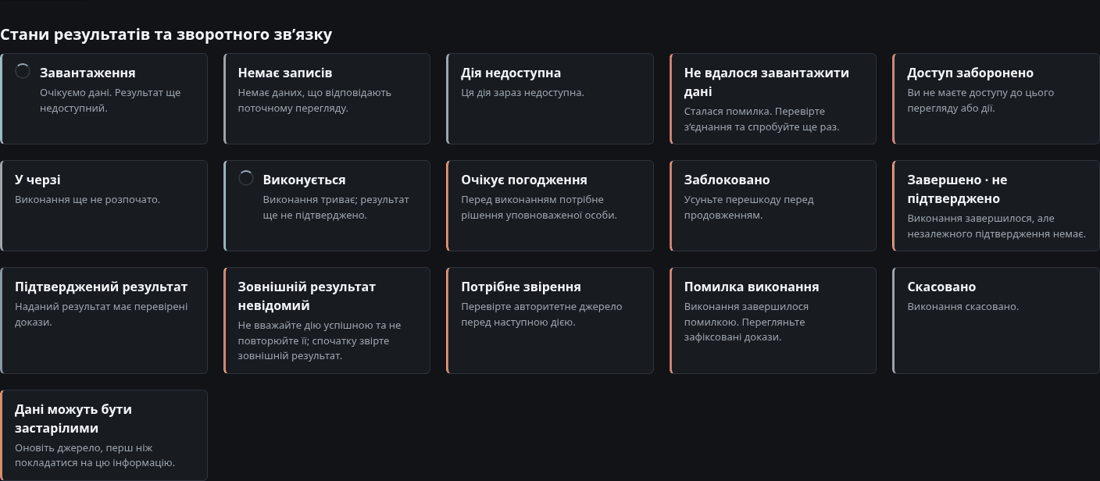 Стани результатів та зворотного зв’язку
Завантаження
Очікуємо дані. Результат ще
недоступний.
Немає записів
Немає даних, що відповідають
поточному перегляду.
Дія недоступна
Ця дія зараз недоступна.
Не вдалося завантажити
дані
Сталася помилка. Перевірте
з’єднання та спробуйте ще раз.
Доступ заборонено
Ви не маєте доступу до цього
перегляду або дії.
У черзі
Виконання ще не розпочато.
Виконується
Виконання триває; результат
ще не підтверджено.
Очікує погодження
Перед виконанням потрібне
рішення уповноваженої особи.
Заблоковано
Усуньте перешкоду перед
продовженням.
Завершено · не
підтверджено
Виконання завершилося, але
незалежного підтвердження немає.
Підтверджений результат
Наданий результат має перевірені
докази.
Зовнішній результат
невідомий
Не вважайте дію успішною та не
повторюйте її; спочатку звірте
зовнішній результат.
Потрібне звірення
Перевірте авторитетне джерело
перед наступною дією.
Помилка виконання
Виконання завершилося
помилкою. Перегляньте
зафіксовані докази.
Скасовано
Виконання скасовано.
Дані можуть бути
застарілими
Оновіть джерело, перш ніж
покладатися на цю інформацію.